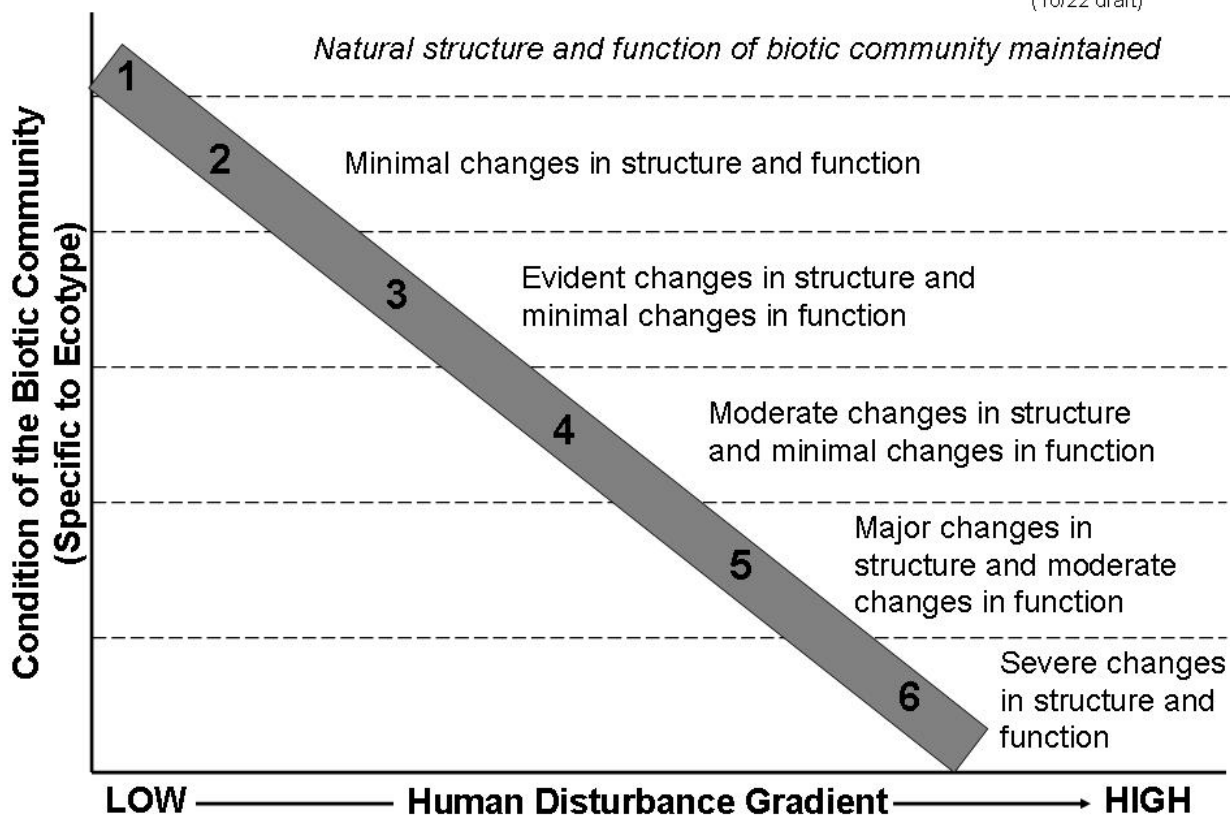 (10/22 draft)
Natural structure and function of biotic community maintained
1
2
Minimal changes in structure and function
3
Evident changes in structure and
minimal changes in function
4
Moderate changes in structure
and minimal changes in function
5
Major changes in
structure and moderate
changes in function
6
Severe changes
in structure and
function
Condition of the Biotic Community
(Specific to Ecotype)
LOW Human Disturbance Gradient HIGH